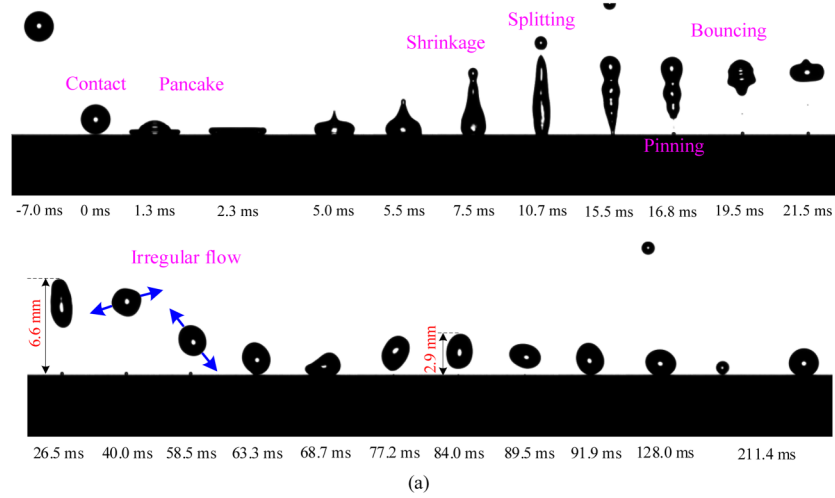 Splitting
Shrinkage
Bouncing
Contact
Pancake
Pinning
-7.0 ms 0 ms 1.3 ms 2.3 ms 5.0 ms 5.5 ms 7.5 ms 10.7 ms 15.5 ms 16.8 ms 19.5 ms 21.5 ms
Irregular flow
6.6 mm
2.9 mm
26.5 ms 40.0 ms 58.5 ms 63.3 ms 68.7 ms 77.2 ms 84.0 ms 89.5 ms 91.9 ms 128.0 ms 211.4 ms
(a)